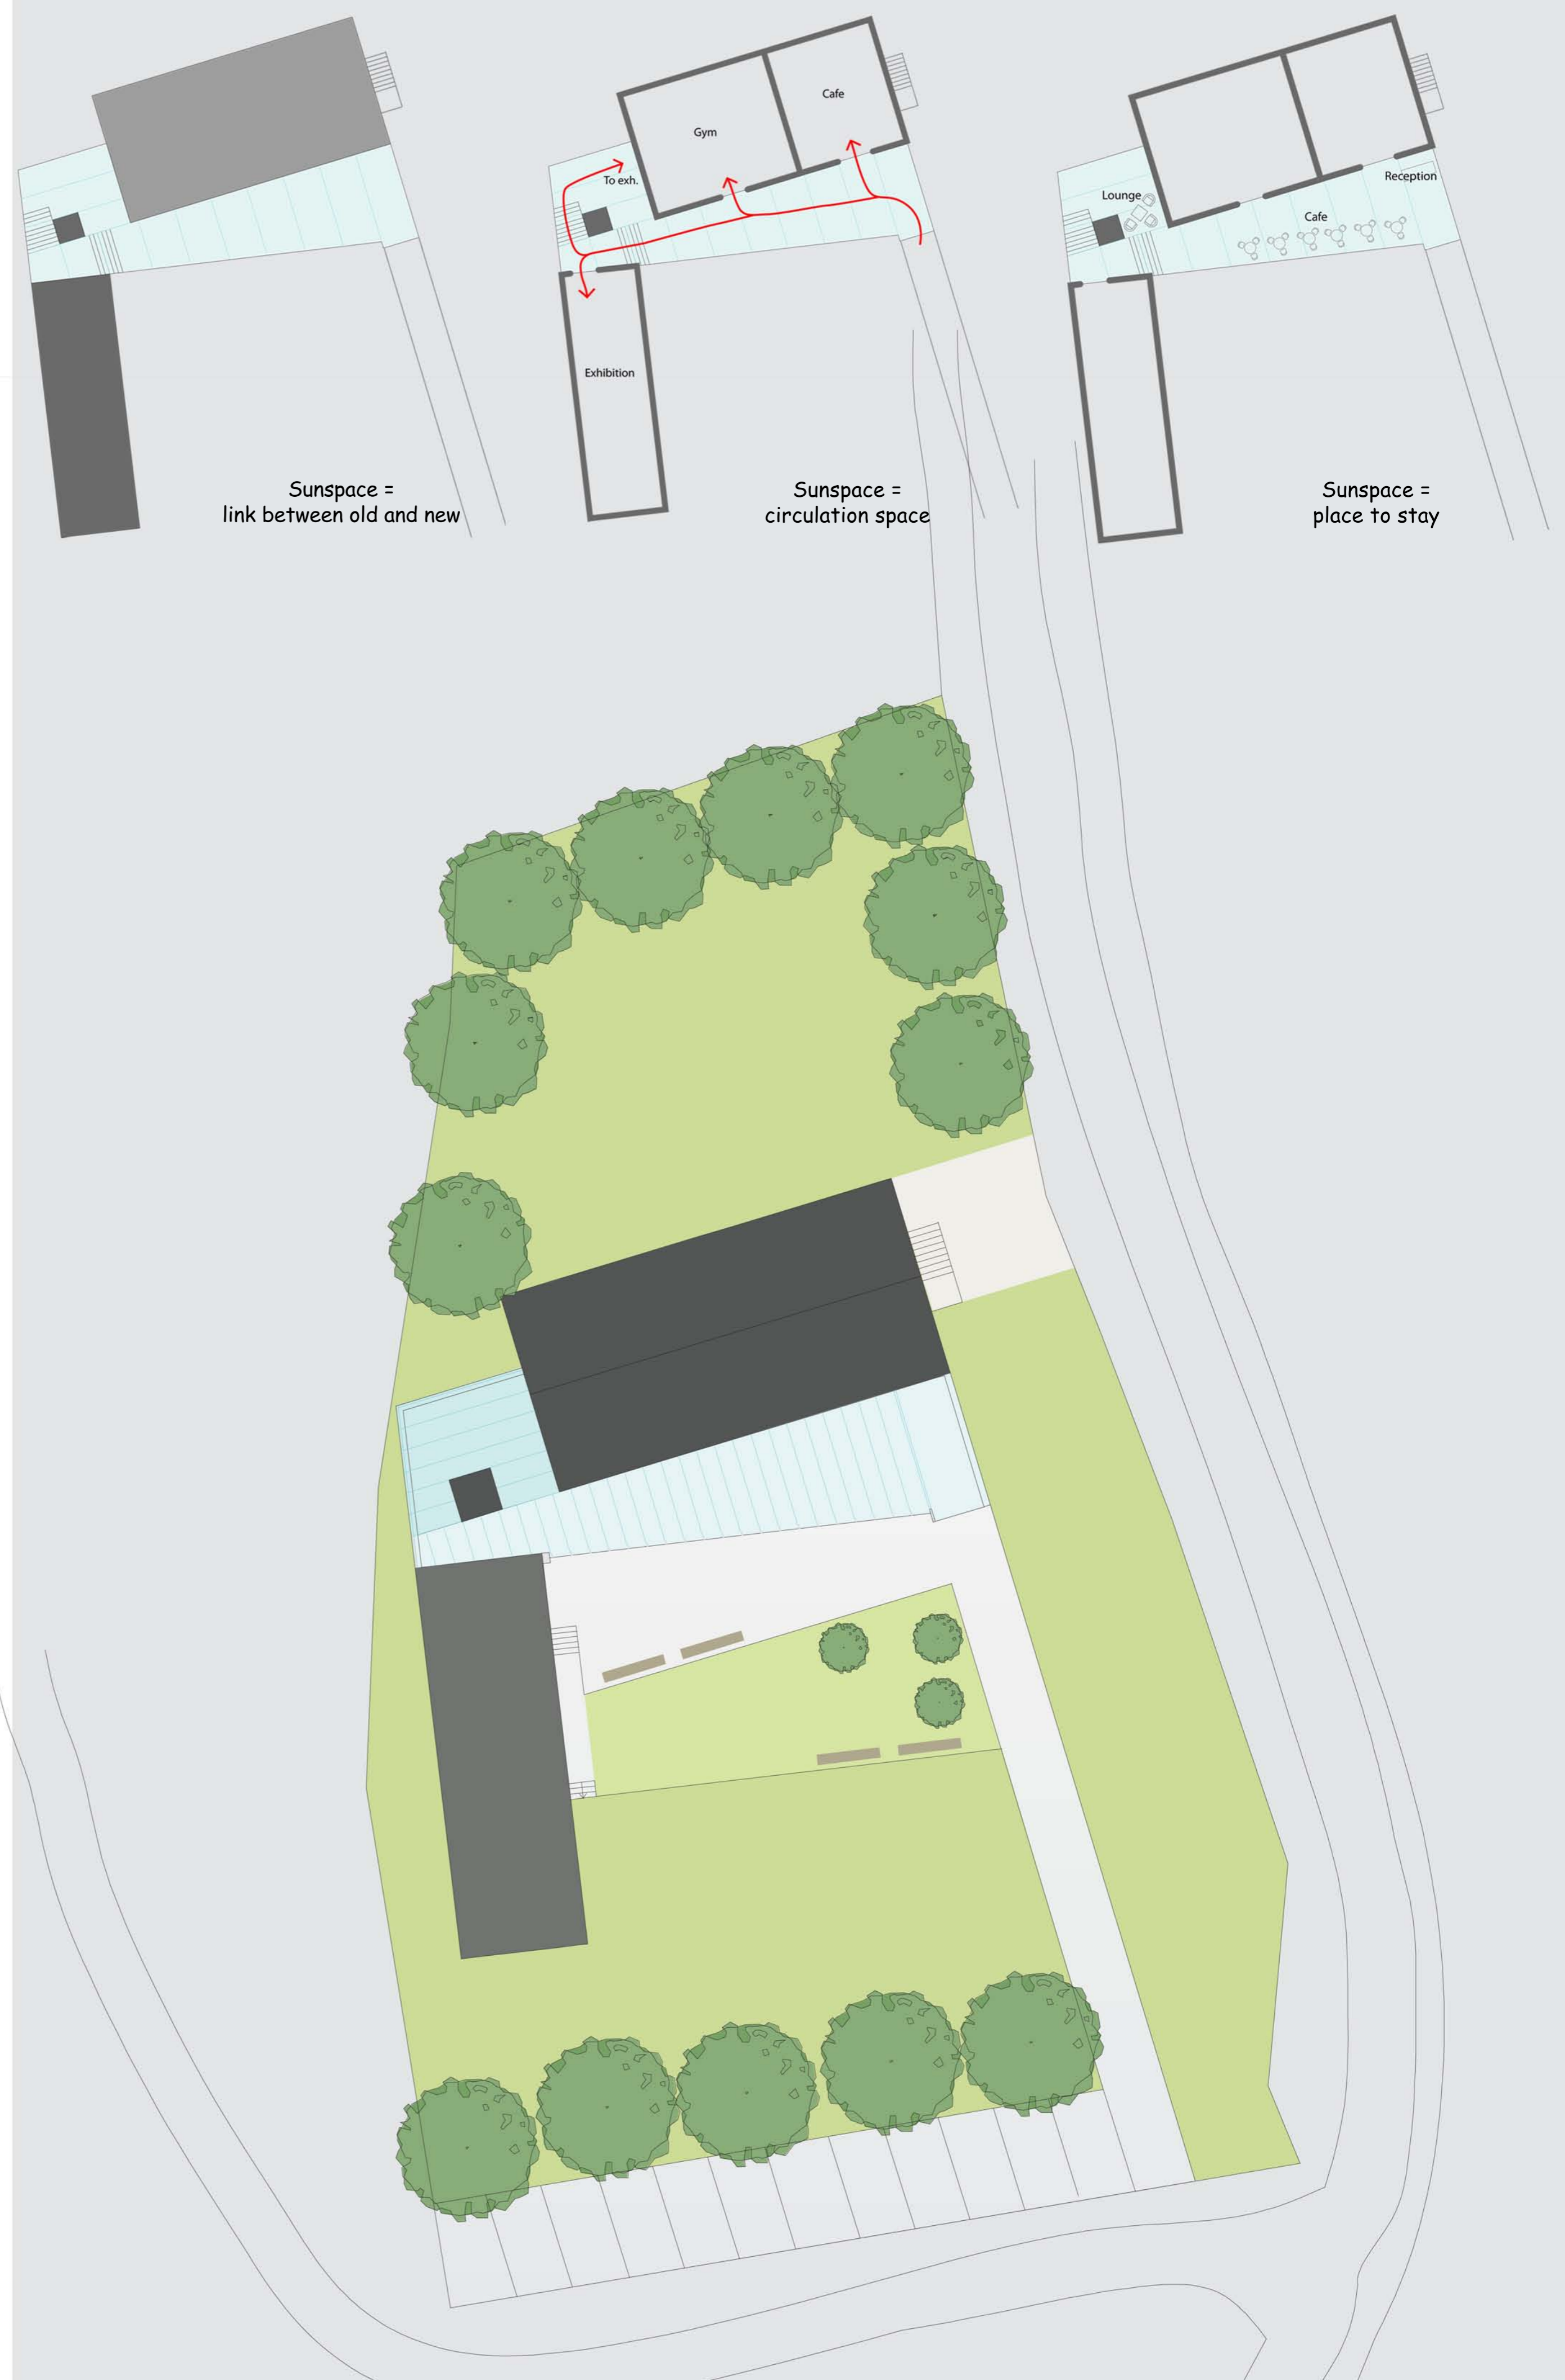 Cafe
Gym
To exh.
Exhibition
Lounge
Reception
Cafe
Sunspace =
link between old and new
Sunspace =
circulation space
Sunspace =
place to stay